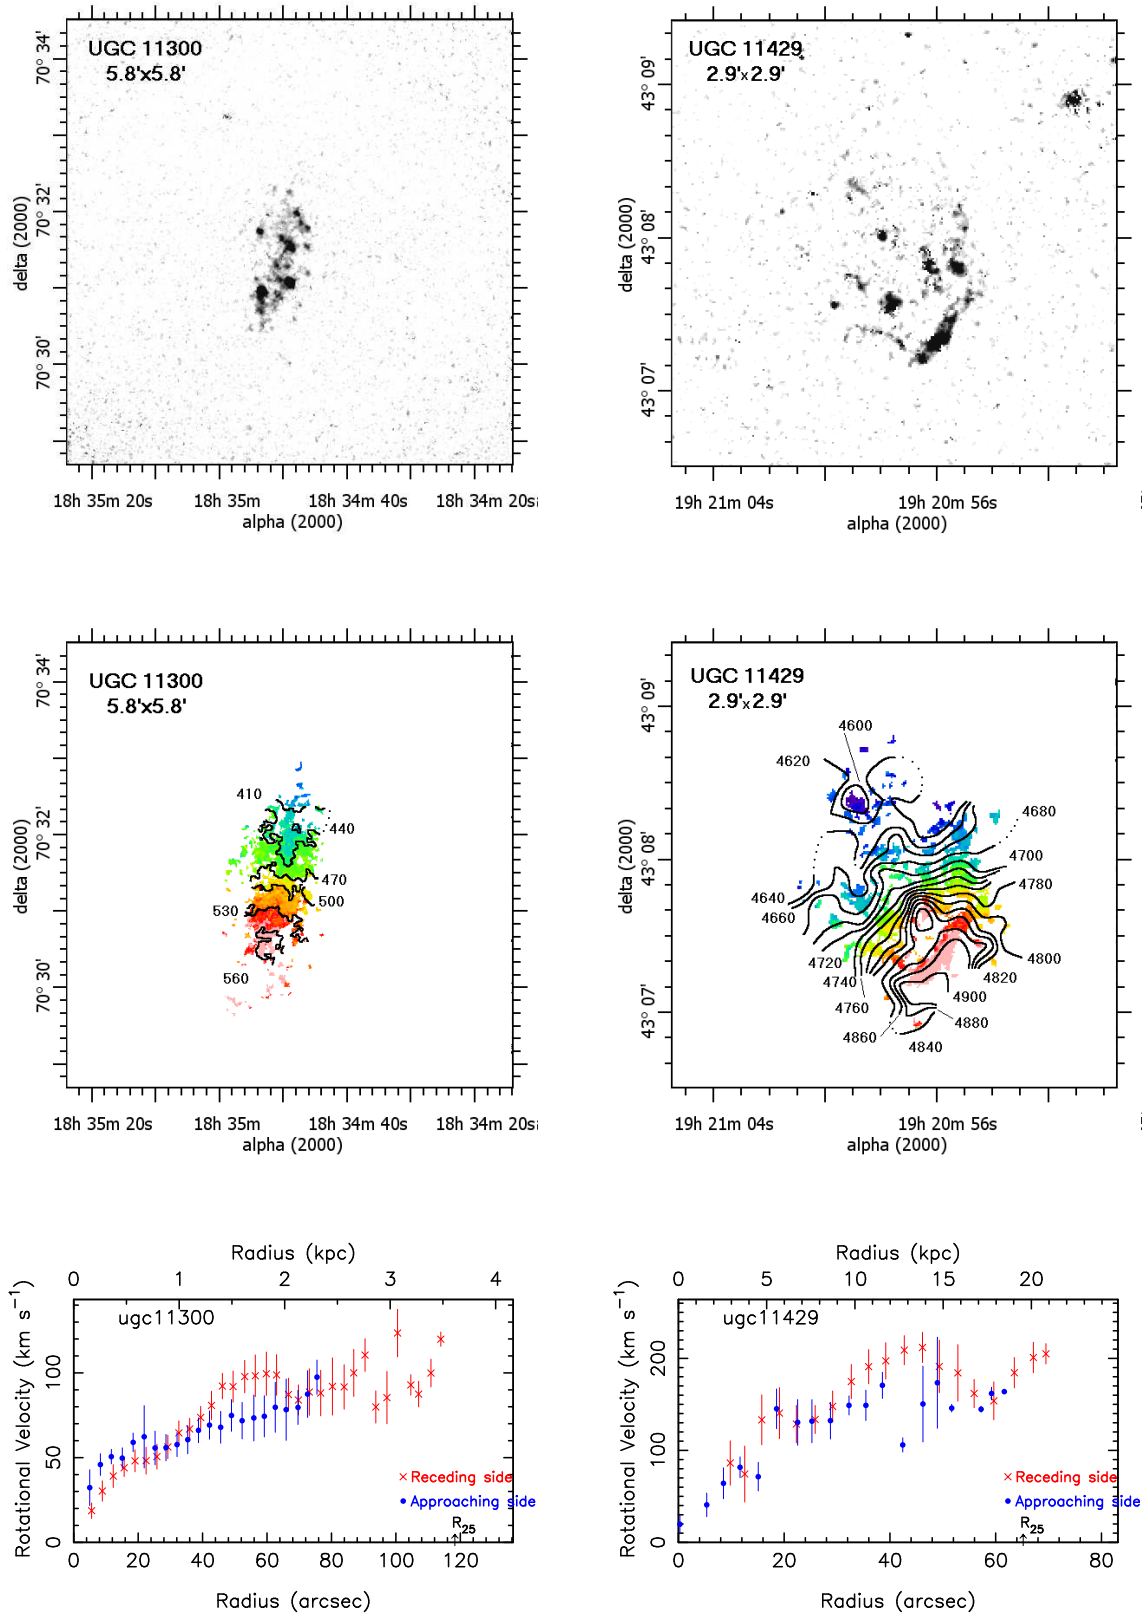 UGC 11300
5.8'x5.8'
70° 34'
70° 32'
70° 30'
delta (2000)
18h 35m 20s 18h 35m 18h 34m 40s 18h 34m 20s
alpha (2000)
UGC 11429
2.9'x2.9'
43° 09'
43° 08'
43° 07'
delta (2000)
19h 21m 04s 19h 20m 56s
alpha (2000)
UGC 11300
5.8'x5.8'
70° 34'
70° 32'
70° 30'
delta (2000)
410
440
470
500
530
560
18h 35m 20s 18h 35m 18h 34m 40s 18h 34m 20s
alpha (2000)
UGC 11429
2.9'x2.9'
43° 09'
43° 08'
43° 07'
delta (2000)
4600
4620
4680
4700
4780
4640
4660
4800
4720
4820
4740
4900
4760
4880
4860
4840
19h 21m 04s 19h 20m 56s
alpha (2000)
Radius (kpc)
0 1 2 3 4
ugc11300
Rotational Velocity (km s⁻¹)
100
50
0
Receding side
Approaching side
R25
0 20 40 60 80 100 120
Radius (arcsec)
Radius (kpc)
0 5 10 15 20
ugc11429
Rotational Velocity (km s⁻¹)
200
100
0
Receding side
Approaching side
R25
0 20 40 60 80
Radius (arcsec)